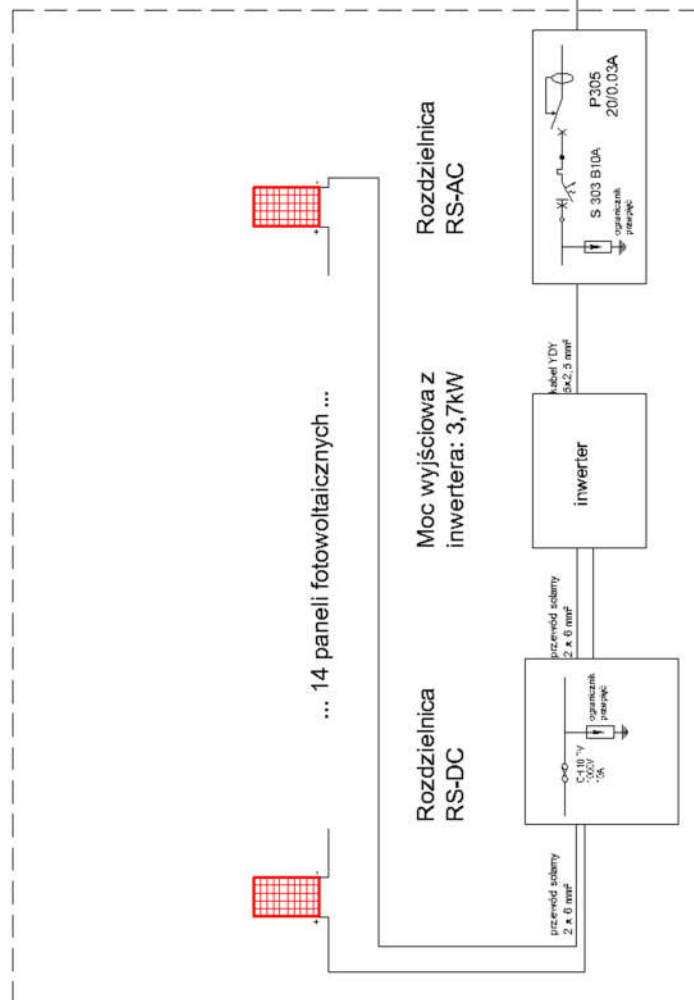 ... 14 paneli fotowoltaicznych ...
+
-
+
-
Rozdzielnica
RS-DC
Moc wyjściowa z
inwertera: 3,7kW
Rozdzielnica
RS-AC
przewód solarny
2 x 6 mm²
ogranicznik
przepięć
przewód solarny
2 x 6 mm²
inwerter
kabel YDY
5x2,5 mm²
S 303 B10A
ogranicznik
przepięć
P305
20/0.03A